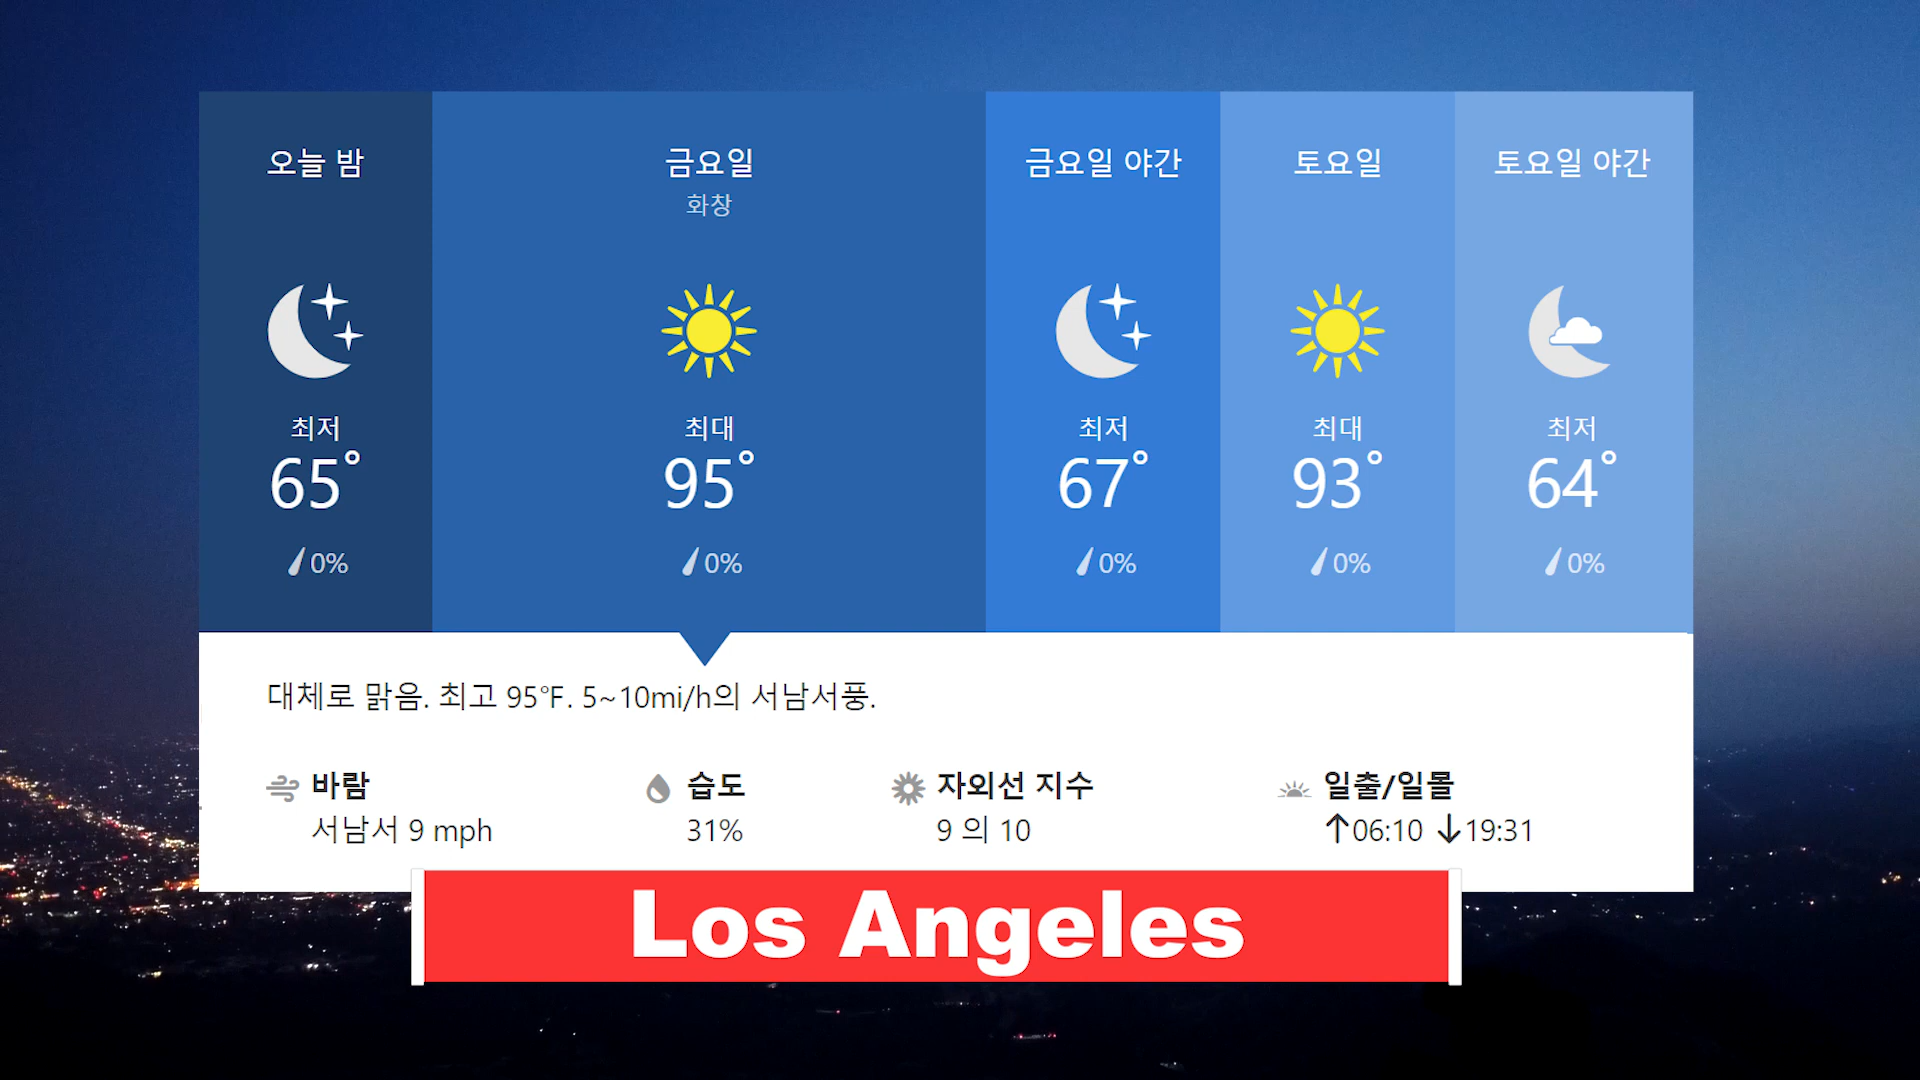 오늘 밤
금요일
화창
금요일 야간
토요일
토요일 야간
최저
65°
0%
최대
95°
0%
최저
67°
0%
최대
93°
0%
최저
64°
0%
대체로 맑음. 최고 95°F. 5~10mi/h의 서남서풍.
바람
서남서 9 mph
습도
31%
자외선 지수
9 의 10
일출/일몰
↑06:10 ↓19:31
Los Angeles